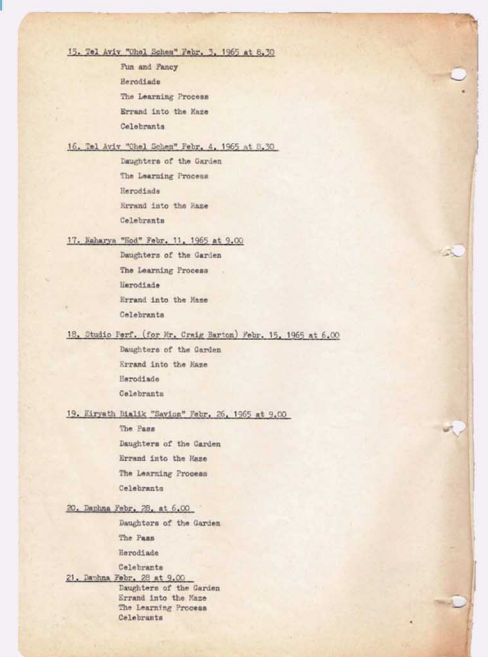 15. Tel Aviv "Ohel Schem" Febr. 3, 1965 at 8.30
Fun and Fancy
Herodiade
The Learning Process
Errand into the Maze
Celebrants
16. Tel Aviv "Ohel Schem" Febr. 4, 1965 at 8.30
Daughters of the Garden
The Learning Process
Herodiade
Errand into the Maze
Celebrants
17. Naharya "Hod" Febr. 11, 1965 at 9.00
Daughters of the Garden
The Learning Process
Herodiade
Errand into the Maze
Celebrants
18. Studio Perf. (for Mr. Craig Barton) Febr. 15, 1965 at 6.00
Daughters of the Garden
Errand into the Maze
Herodiade
Celebrants
19. Kiryath Bialik "Savion" Febr. 26, 1965 at 9.00
The Pass
Daughters of the Garden
Errand into the Maze
The Learning Process
Celebrants
20. Daphna Febr. 28, at 6.00
Daughters of the Garden
The Pass
Herodiade
Celebrants
21. Daphna Febr. 28 at 9.00
Daughters of the Garden
Errand into the Maze
The Learning Process
Celebrants